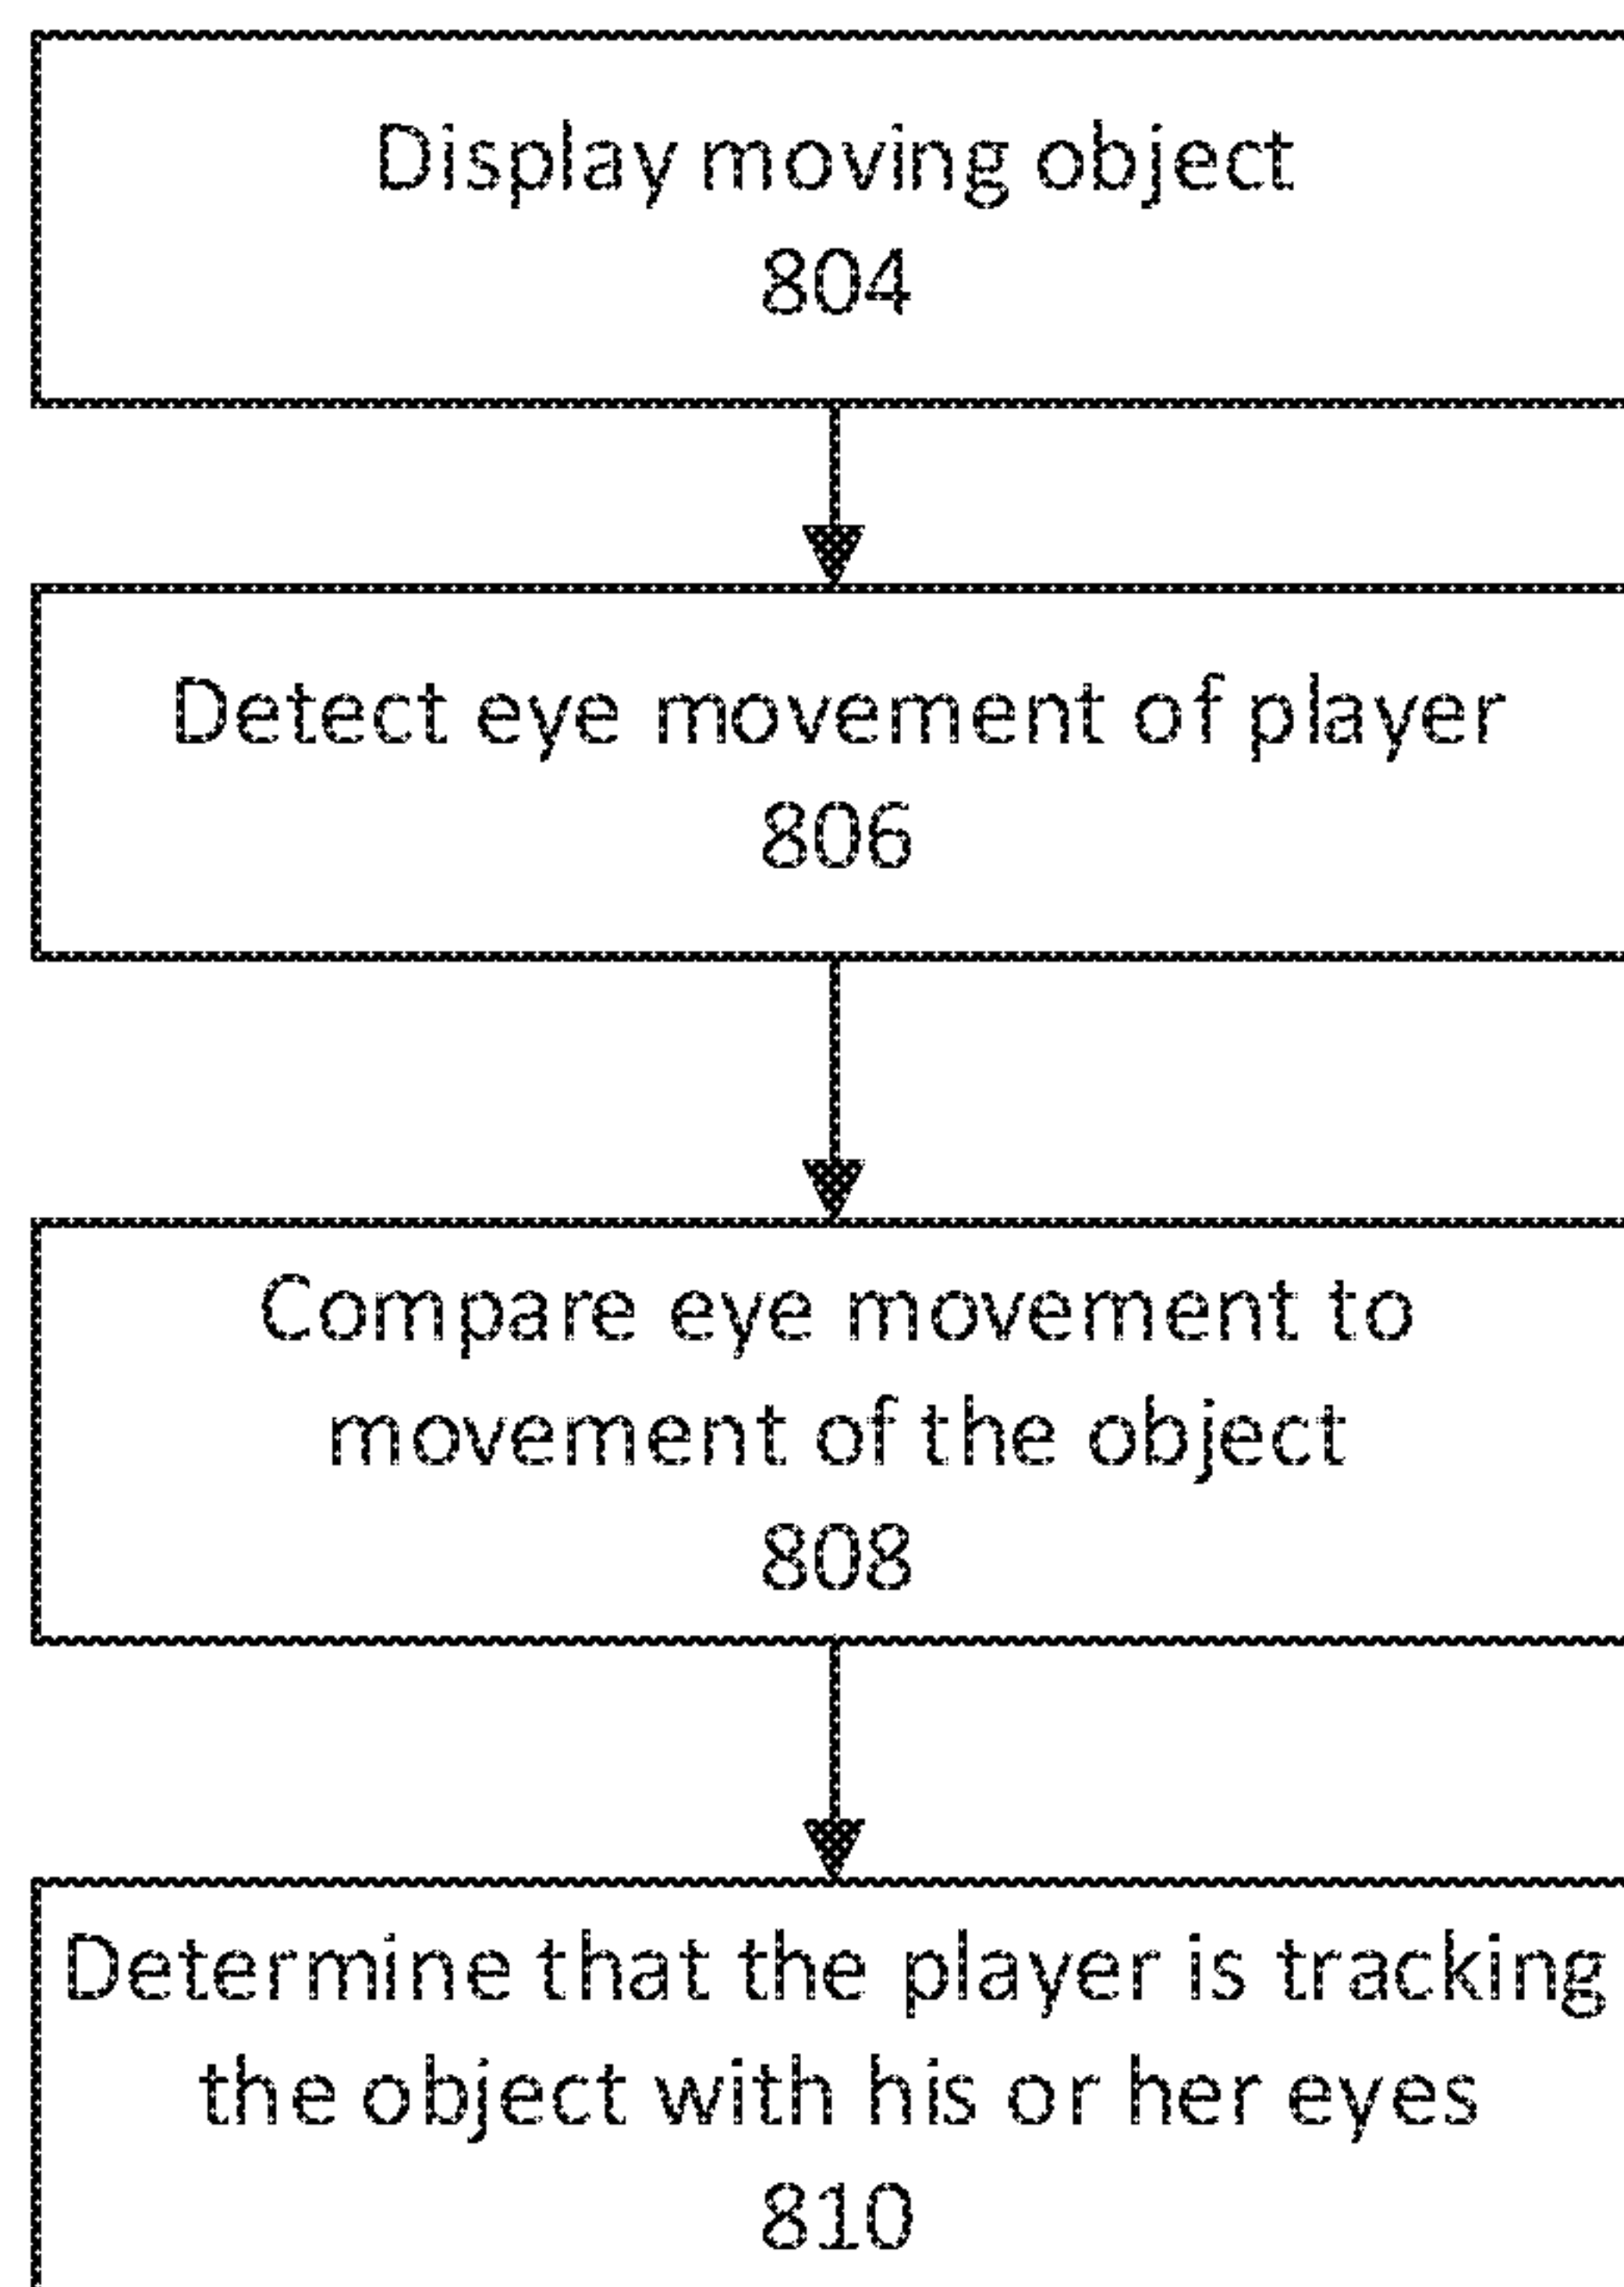 Display moving object
804
Detect eye movement of player
806
Compare eye movement to
movement of the object
808
Determine that the player is tracking
the object with his or her eyes
810